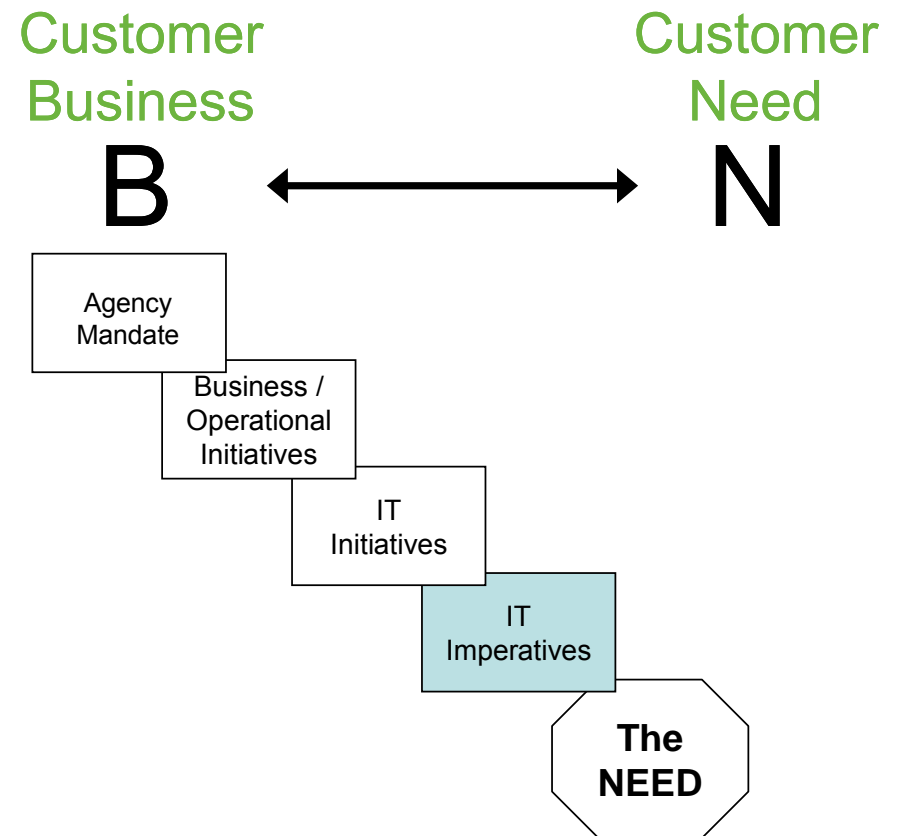 Customer
Business
Customer
Need
B
N
Agency
Mandate
Business /
Operational
Initiatives
IT
Initiatives
IT
Imperatives
The
NEED